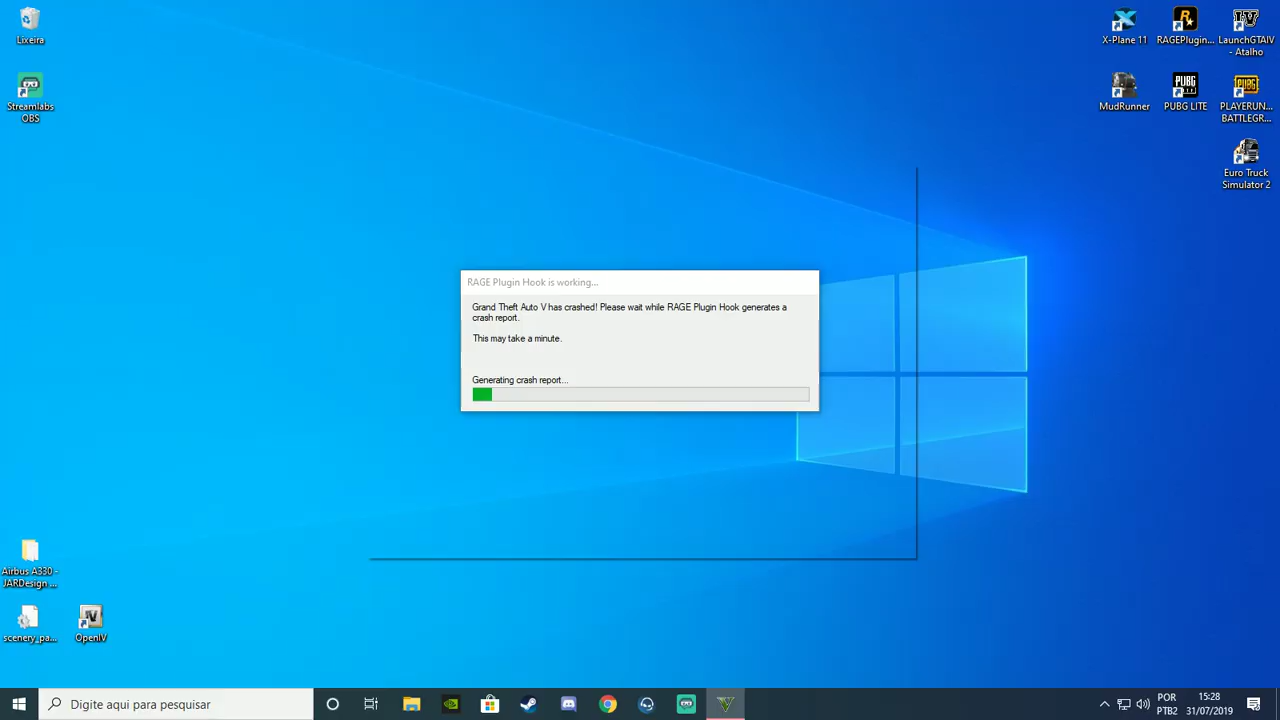 Lixeira
Streamlabs
OBS
X-Plane 11
RAGEPlugin...
LaunchGTAIV
- Atalho
MudRunner
PUBG LITE
PLAYERUN...
BATTLEGR...
Euro Truck
Simulator 2
RAGE Plugin Hook is working...
Grand Theft Auto V has crashed! Please wait while RAGE Plugin Hook generates a
crash report.
This may take a minute.
Generating crash report...
Airbus A330 -
JARDesign ...
scenery_pa...
OpenIV
Digite aqui para pesquisar
POR
PTB2
15:28
31/07/2019